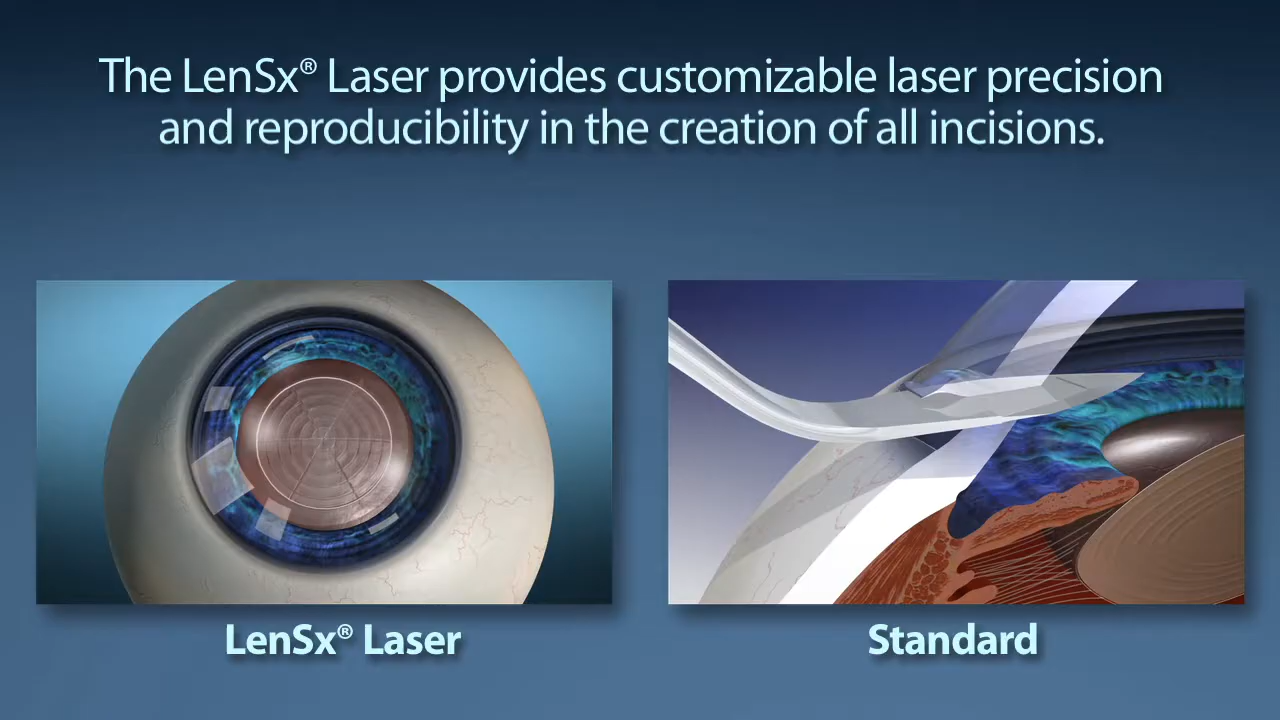 The LenSx® Laser provides customizable laser precision
and reproducibility in the creation of all incisions.
LenSx® Laser
Standard